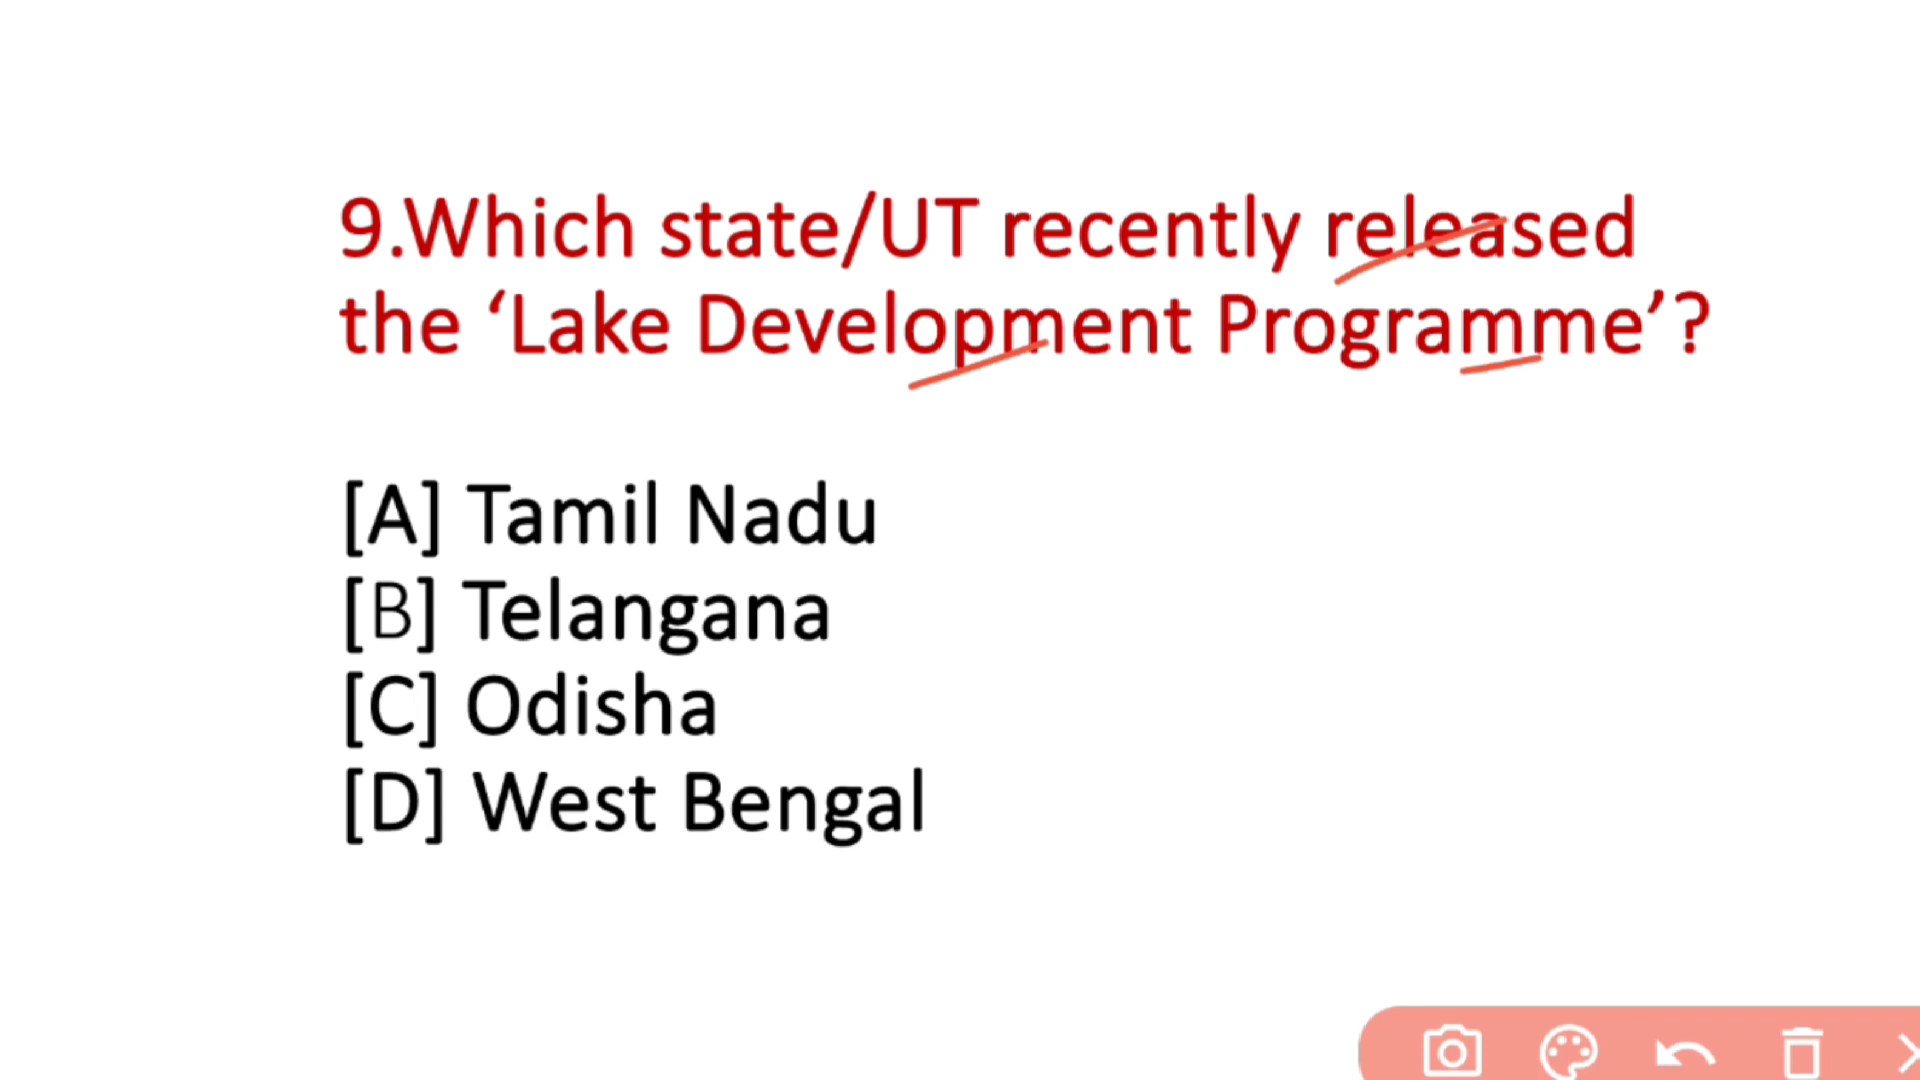 9.Which state/UT recently released
the ‘Lake Development Programme’?
[A] Tamil Nadu
[B] Telangana
[C] Odisha
[D] West Bengal